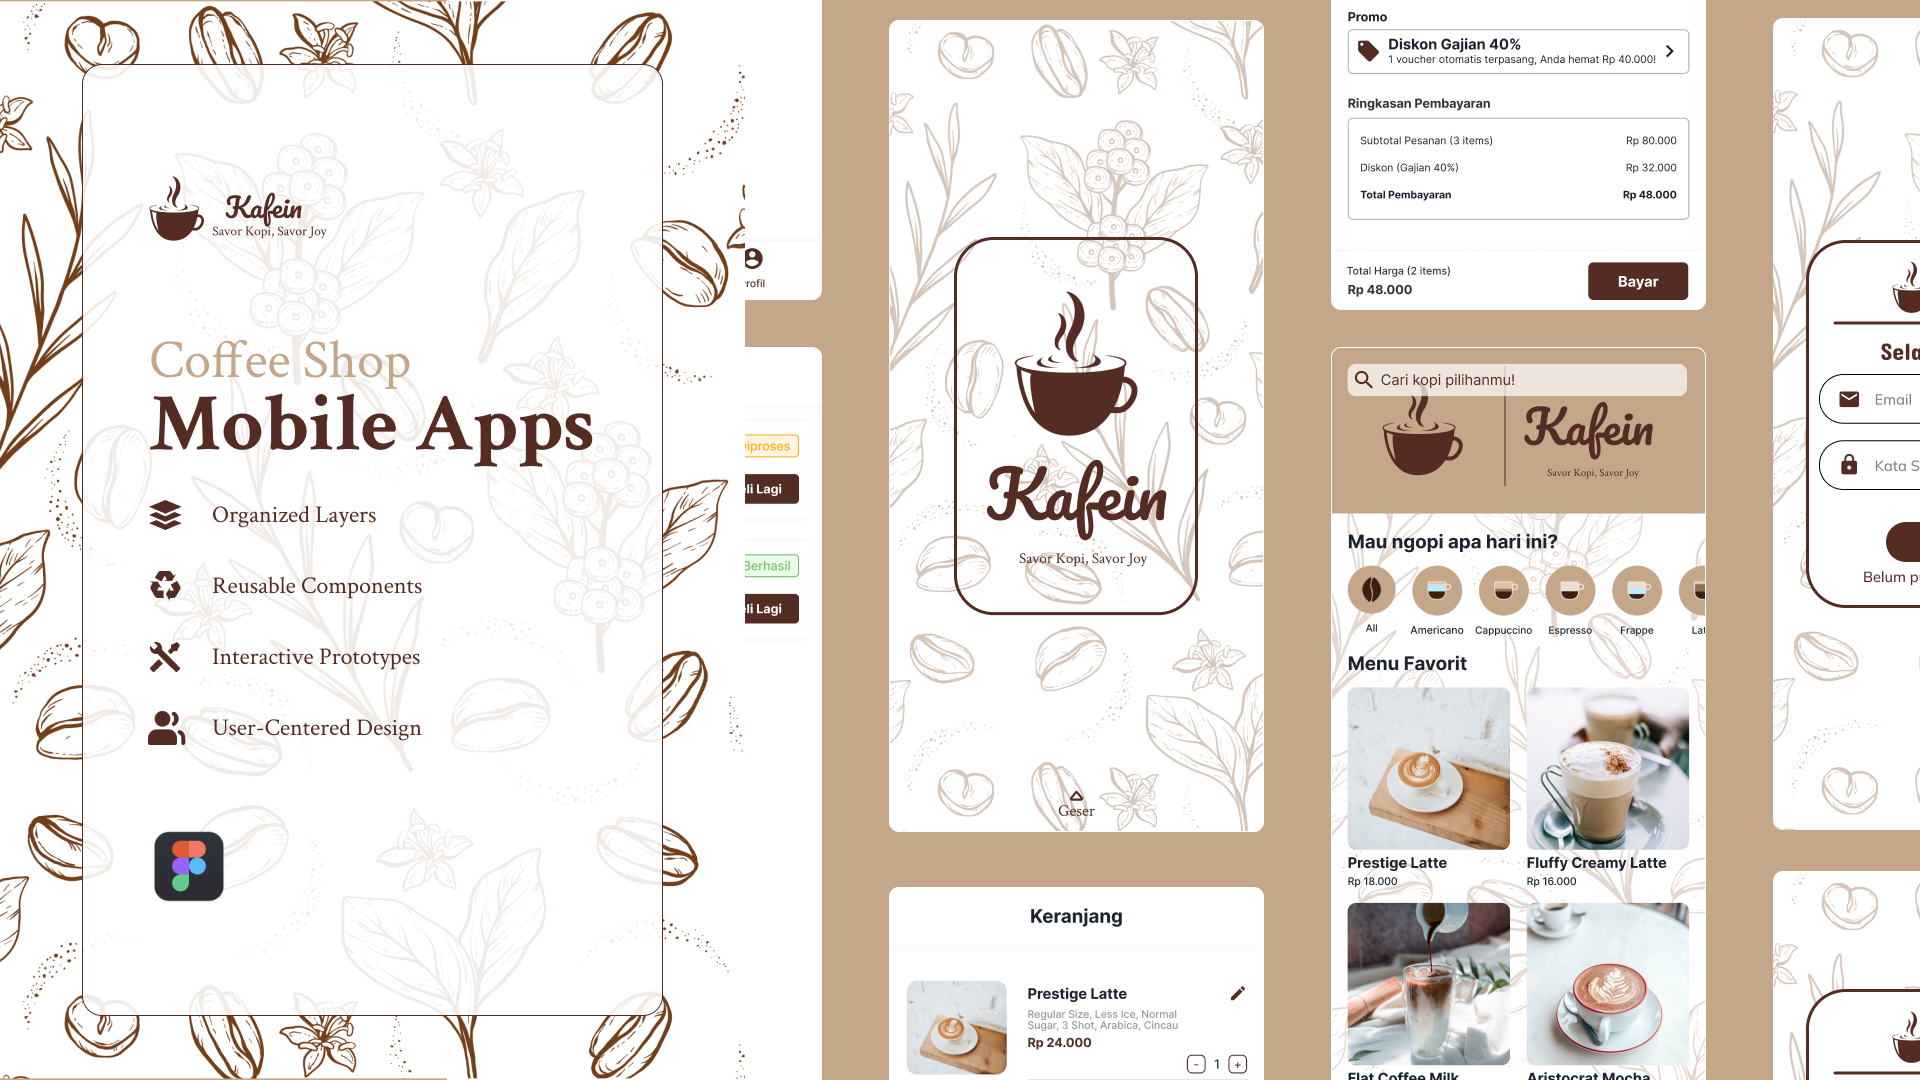 Kafein
Savor Kopi, Savor Joy
Coffee Shop
Mobile Apps
Organized Layers
Reusable Components
Interactive Prototypes
User-Centered Design
rofil
iproses
li Lagi
Berhasil
li Lagi
Kafein
Savor Kopi, Savor Joy
Geser
Keranjang
Prestige Latte
Regular Size, Less Ice, Normal
Sugar, 3 Shot, Arabica, Cincau
Rp 24.000
- 1 +
Promo
Diskon Gajian 40%
1 voucher otomatis terpasang, Anda hemat Rp 40.000!
Ringkasan Pembayaran
Subtotal Pesanan (3 items) Rp 80.000
Diskon (Gajian 40%) Rp 32.000
Total Pembayaran Rp 48.000
Total Harga (2 items)
Rp 48.000
Bayar
Cari kopi pilihanmu!
Kafein
Savor Kopi, Savor Joy
Mau ngopi apa hari ini?
All Americano Cappuccino Espresso Frappe Lat
Menu Favorit
Prestige Latte
Rp 18.000
Fluffy Creamy Latte
Rp 16.000
Flat Coffee Milk
Aristocrat Mocha
Sela
Email
Kata S
Belum p